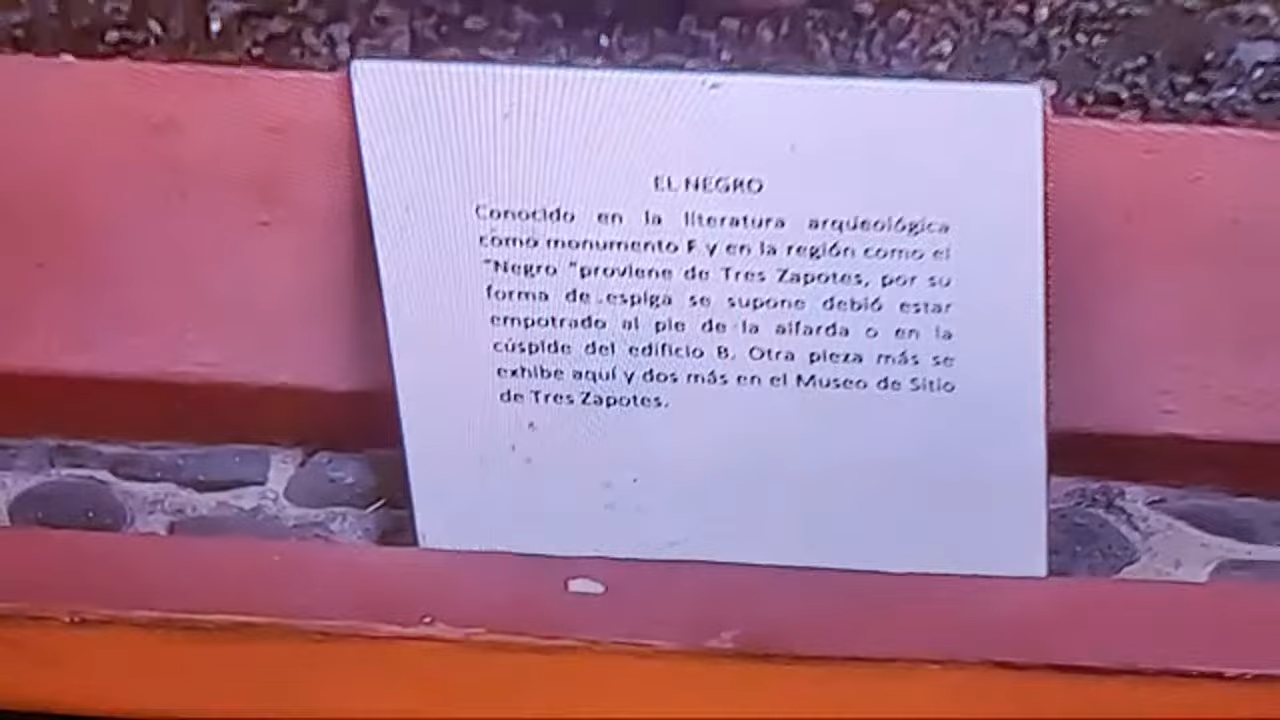 EL NEGRO
Conocido en la literatura arqueológica
como monumento F y en la región como el
"Negro "proviene de Tres Zapotes, por su
forma de espiga se supone debió estar
empotrado al pie de la alfarda o en la
cúspide del edificio B. Otra pieza más se
exhibe aquí y dos más en el Museo de Sitio
de Tres Zapotes.